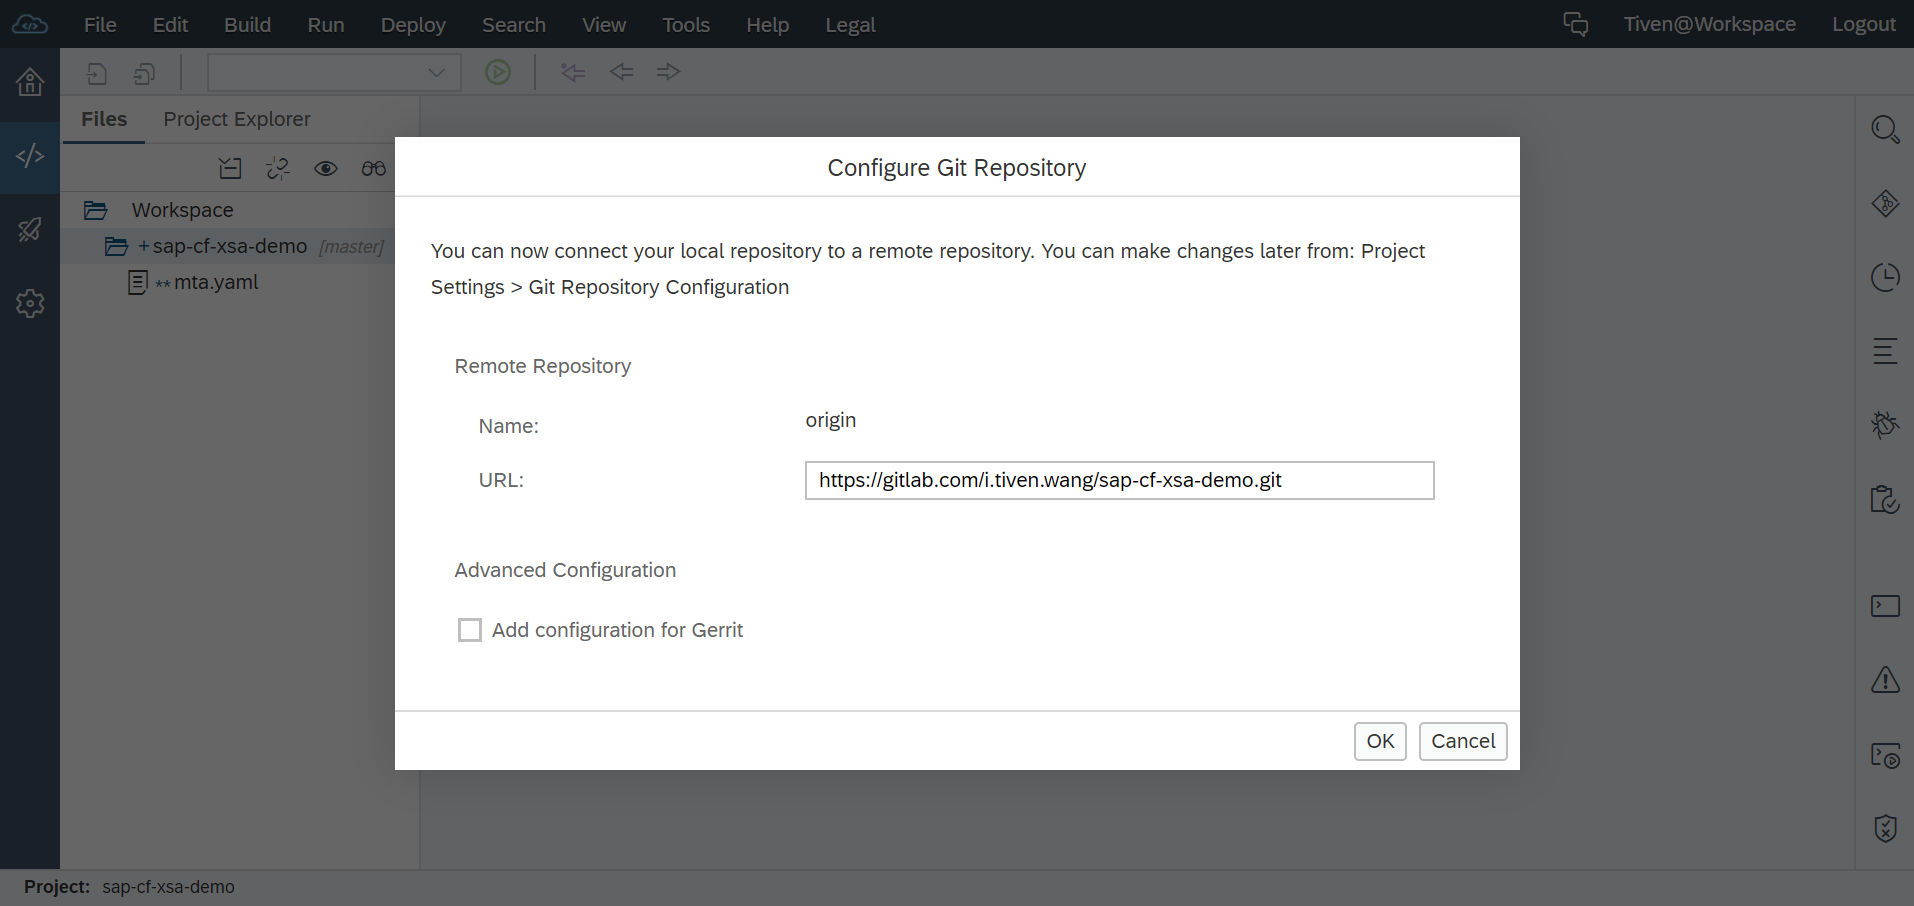 File Edit Build Run Deploy Search View Tools Help Legal Tiven@Workspace Logout
Files Project Explorer
Workspace
+ sap-cf-xsa-demo [master]
** mta.yaml
Configure Git Repository
You can now connect your local repository to a remote repository. You can make changes later from: Project
Settings > Git Repository Configuration
Remote Repository
Name: origin
URL: https://gitlab.com/i.tiven.wang/sap-cf-xsa-demo.git
Advanced Configuration
Add configuration for Gerrit
OK Cancel
Project: sap-cf-xsa-demo